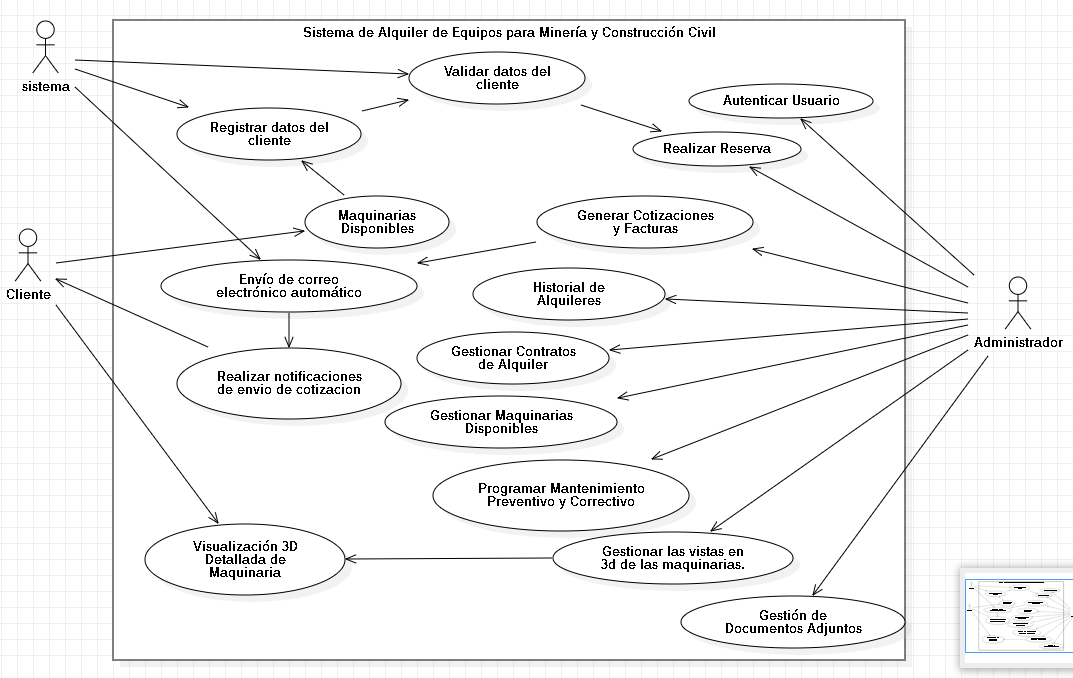 Sistema de Alquiler de Equipos para Minería y Construcción Civil
sistema
Validar datos del
cliente
Autenticar Usuario
Registrar datos del
cliente
Realizar Reserva
Maquinarias
Disponibles
Generar Cotizaciones
y Facturas
Cliente
Envío de correo
electrónico automático
Historial de
Alquileres
Administrador
Gestionar Contratos
de Alquiler
Realizar notificaciones
de envio de cotizacion
Gestionar Maquinarias
Disponibles
Programar Mantenimiento
Preventivo y Correctivo
Visualización 3D
Detallada de
Maquinaria
Gestionar las vistas en
3d de las maquinarias.
Gestión de
Documentos Adjuntos